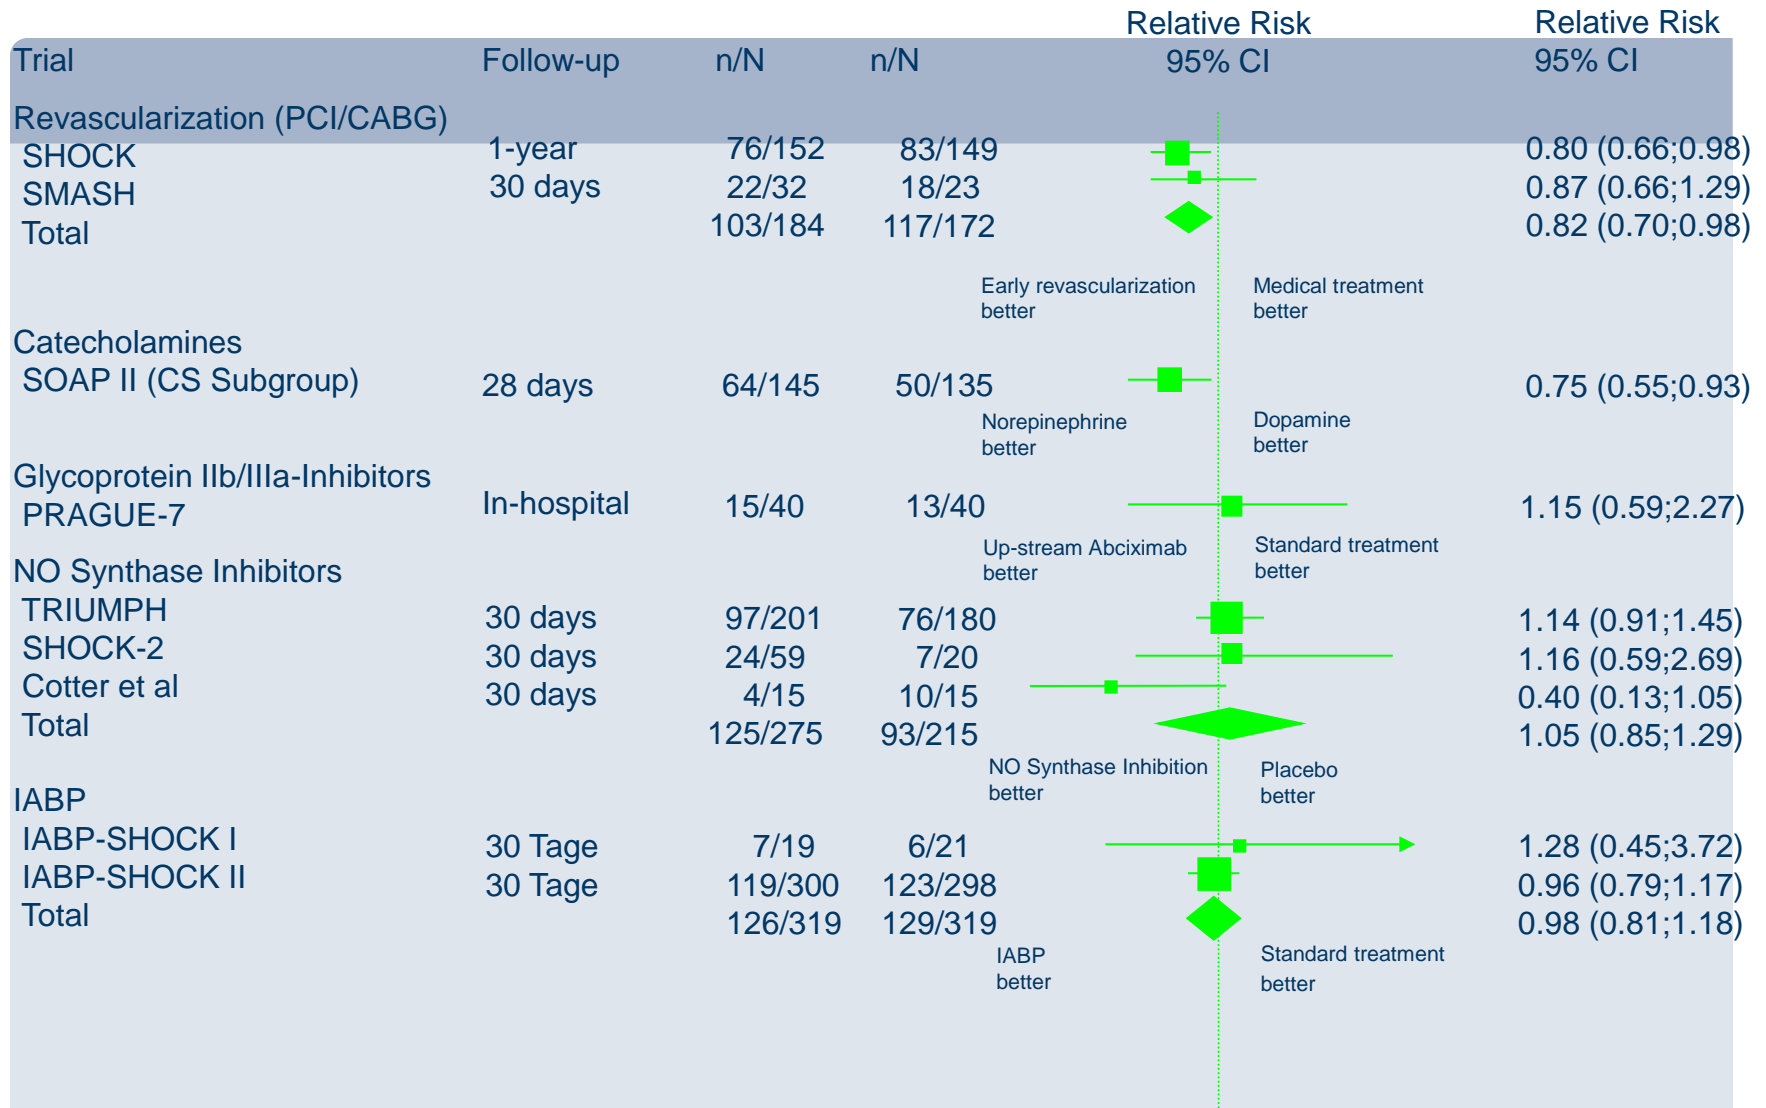 Relative Risk Relative Risk
Trial Follow-up n/N n/N 95% CI 95% CI
Revascularization (PCI/CABG)
SHOCK 1-year 76/152 83/149 0.80 (0.66;0.98)
SMASH 30 days 22/32 18/23 0.87 (0.66;1.29)
Total 103/184 117/172 0.82 (0.70;0.98)
Early revascularization Medical treatment
better better
Catecholamines
SOAP II (CS Subgroup) 28 days 64/145 50/135 0.75 (0.55;0.93)
Norepinephrine Dopamine
better better
Glycoprotein IIb/IIIa-Inhibitors
PRAGUE-7 In-hospital 15/40 13/40 1.15 (0.59;2.27)
Up-stream Abciximab Standard treatment
better better
NO Synthase Inhibitors
TRIUMPH 30 days 97/201 76/180 1.14 (0.91;1.45)
SHOCK-2 30 days 24/59 7/20 1.16 (0.59;2.69)
Cotter et al 30 days 4/15 10/15 0.40 (0.13;1.05)
Total 125/275 93/215 1.05 (0.85;1.29)
NO Synthase Inhibition Placebo
better better
IABP
IABP-SHOCK I 30 Tage 7/19 6/21 1.28 (0.45;3.72)
IABP-SHOCK II 30 Tage 119/300 123/298 0.96 (0.79;1.17)
Total 126/319 129/319 0.98 (0.81;1.18)
IABP Standard treatment
better better